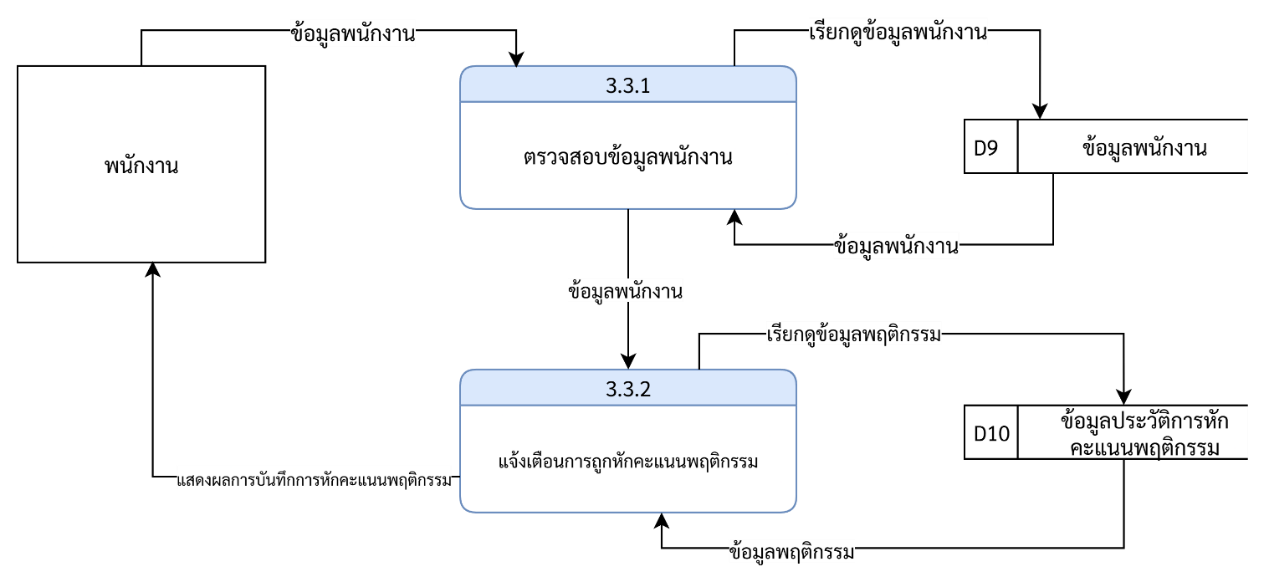 ข้อมูลพนักงาน
เรียกดูข้อมูลพนักงาน
3.3.1
ตรวจสอบข้อมูลพนักงาน
พนักงาน
D9
ข้อมูลพนักงาน
ข้อมูลพนักงาน
ข้อมูลพนักงาน
เรียกดูข้อมูลพฤติกรรม
3.3.2
แจ้งเตือนการถูกหักคะแนนพฤติกรรม
D10
ข้อมูลประวัติการหัก
คะแนนพฤติกรรม
แสดงผลการบันทึกการหักคะแนนพฤติกรรม
ข้อมูลพฤติกรรม